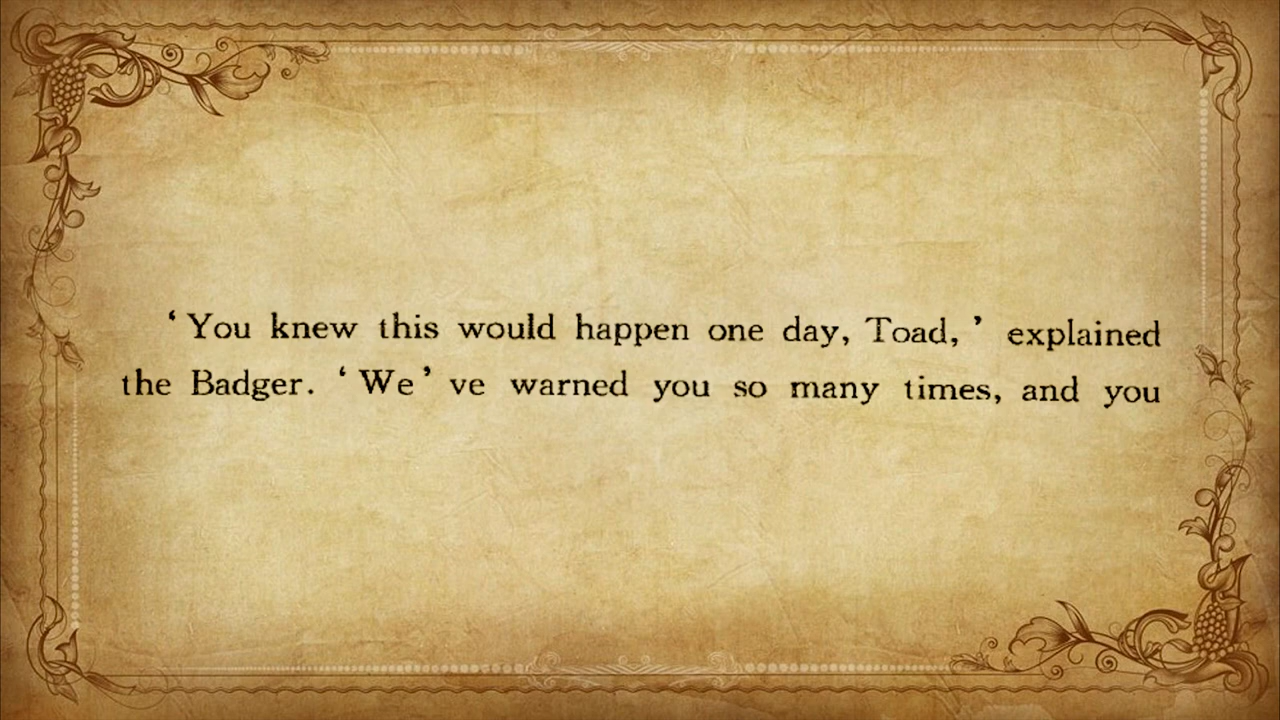 ‘You knew this would happen one day, Toad,’ explained
the Badger. ‘We’ve warned you so many times, and you